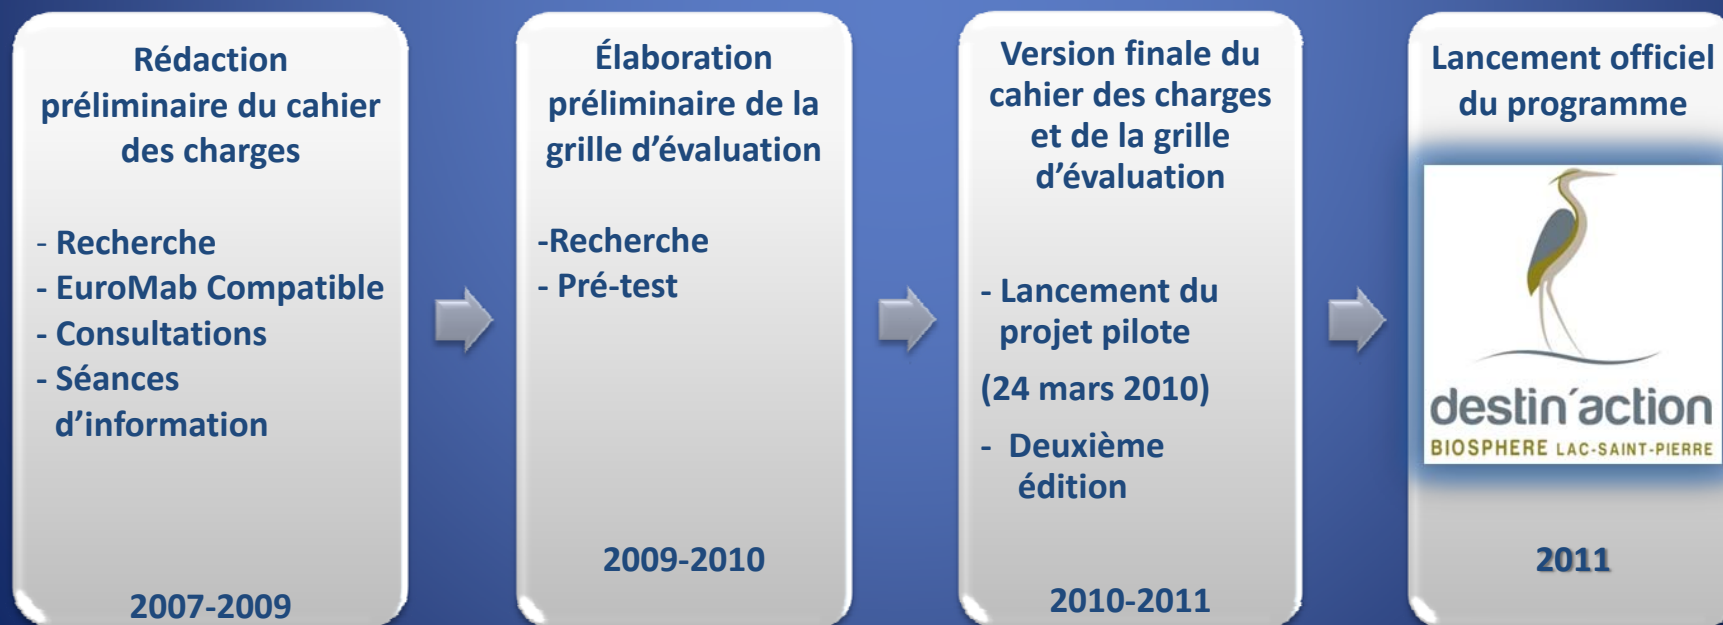 Rédaction
préliminaire du cahier
des charges
- Recherche
- EuroMab Compatible
- Consultations
- Séances
d’information
2007-2009
Élaboration
préliminaire de la
grille d’évaluation
-Recherche
- Pré-test
2009-2010
Version finale du
cahier des charges
et de la grille
d’évaluation
- Lancement du
projet pilote
(24 mars 2010)
- Deuxième
édition
2010-2011
Lancement officiel
du programme
destin´action
BIOSPHERE LAC-SAINT-PIERRE
2011